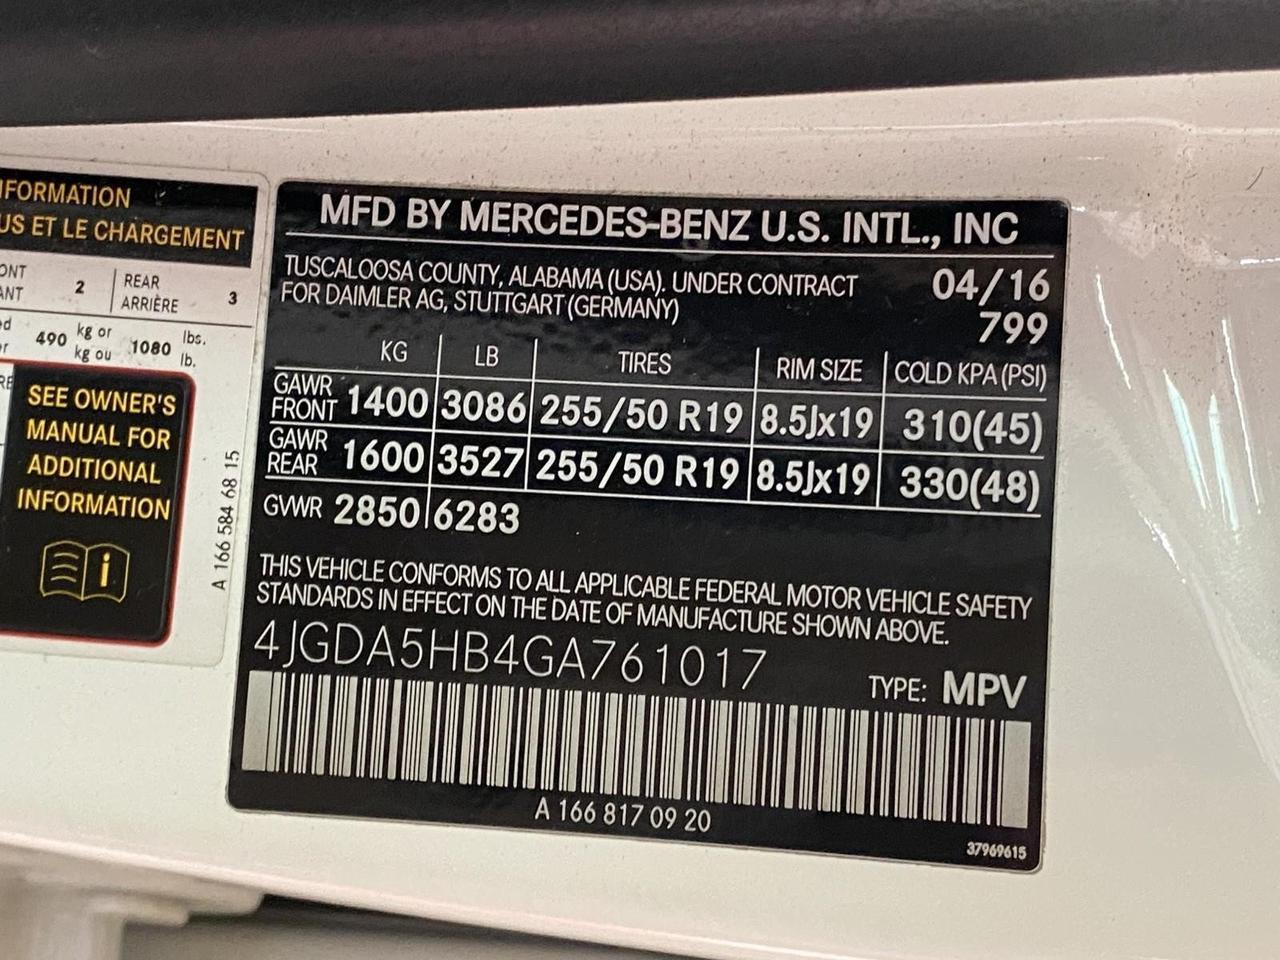 FORMATION
US ET LE CHARGEMENT
ONT
ANT
2
REAR
ARRIÈRE
3
490 kg or
kg ou
1080 lbs.
lb.
SEE OWNER'S
MANUAL FOR
ADDITIONAL
INFORMATION
i
A 166 584 68 15
MFD BY MERCEDES-BENZ U.S. INTL., INC
TUSCALOOSA COUNTY, ALABAMA (USA). UNDER CONTRACT
FOR DAIMLER AG, STUTTGART (GERMANY)
04/16
799
KG LB TIRES RIM SIZE COLD KPA (PSI)
GAWR
FRONT 1400 3086 255/50 R19 8.5Jx19 310(45)
GAWR
REAR 1600 3527 255/50 R19 8.5Jx19 330(48)
GVWR 2850 6283
THIS VEHICLE CONFORMS TO ALL APPLICABLE FEDERAL MOTOR VEHICLE SAFETY
STANDARDS IN EFFECT ON THE DATE OF MANUFACTURE SHOWN ABOVE.
4JGDA5HB4GA761017
TYPE: MPV
A 166 817 09 20
37969615